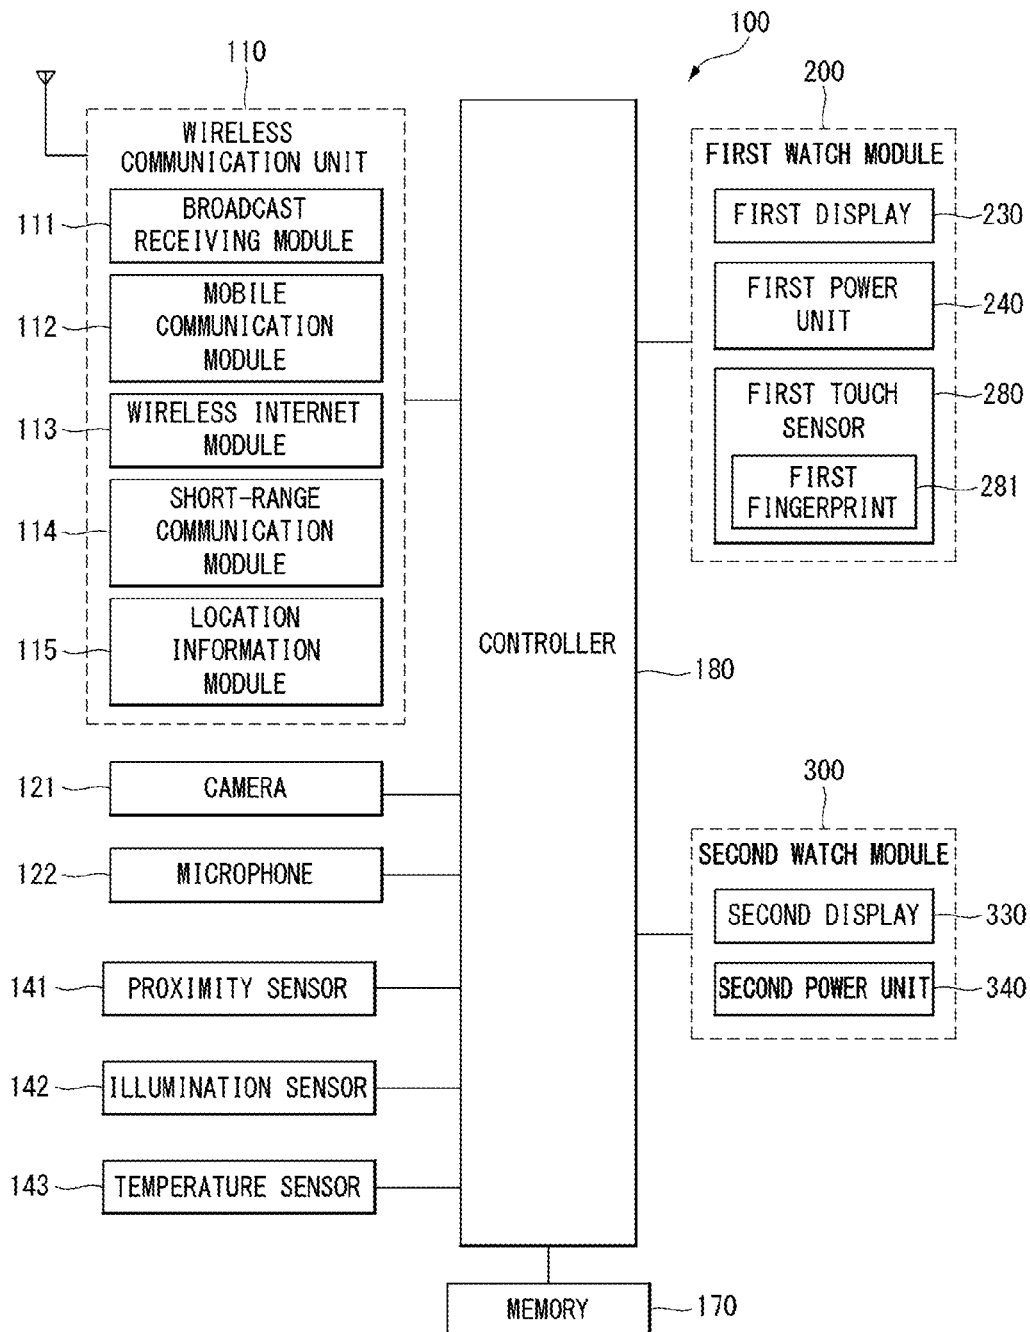 100
110
WIRELESS
COMMUNICATION UNIT
111
BROADCAST
RECEIVING MODULE
112
MOBILE
COMMUNICATION
MODULE
113
WIRELESS INTERNET
MODULE
114
SHORT-RANGE
COMMUNICATION
MODULE
115
LOCATION
INFORMATION
MODULE
121
CAMERA
122
MICROPHONE
141
PROXIMITY SENSOR
142
ILLUMINATION SENSOR
143
TEMPERATURE SENSOR
CONTROLLER
180
MEMORY
170
200
FIRST WATCH MODULE
FIRST DISPLAY
230
FIRST POWER
UNIT
240
FIRST TOUCH
SENSOR
280
FIRST
FINGERPRINT
281
300
SECOND WATCH MODULE
SECOND DISPLAY
330
SECOND POWER UNIT
340